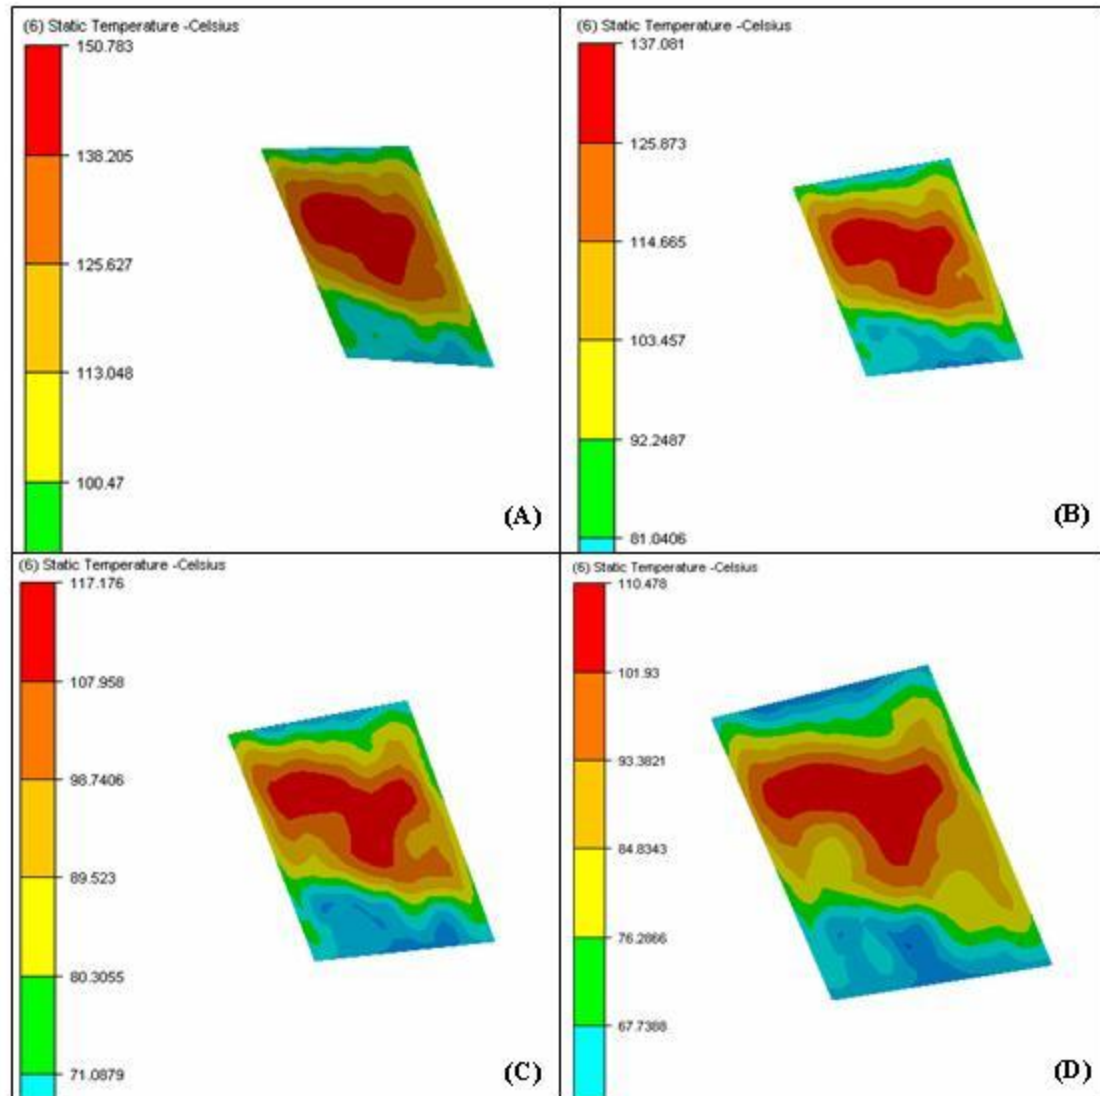 (6) Static Temperature -Celsius
150.783
138.205
125.627
113.048
100.47
(A)
(6) Static Temperature -Celsius
137.081
125.873
114.665
103.457
92.2487
81.0406
(B)
(6) Static Temperature -Celsius
117.176
107.958
98.7406
89.523
80.3055
71.0879
(C)
(6) Static Temperature -Celsius
110.478
101.93
93.3821
84.8343
76.2866
67.7388
(D)